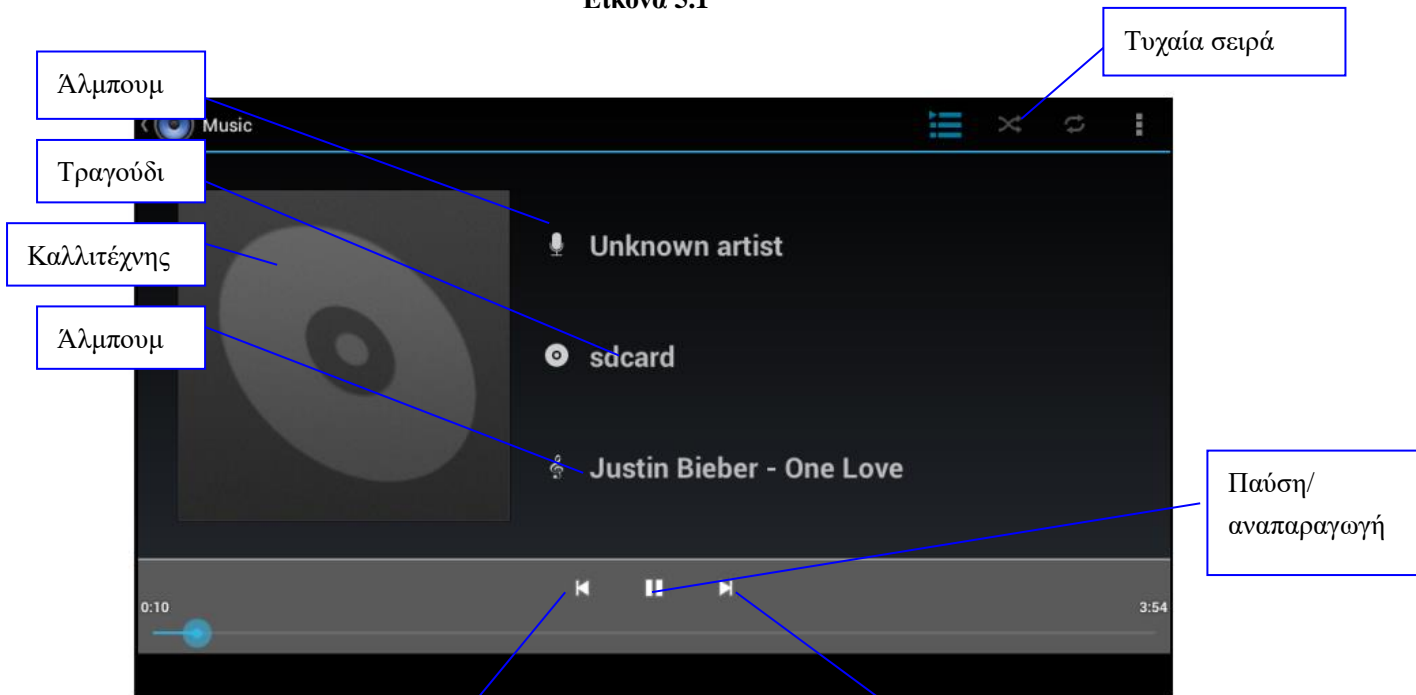 Εικόνα 5.1
Τυχαία σειρά
Άλμπουμ
Music
Τραγούδι
Καλλιτέχνης
Unknown artist
Άλμπουμ
sdcard
Justin Bieber - One Love
Παύση/
αναπαραγωγή
0:10
3:54